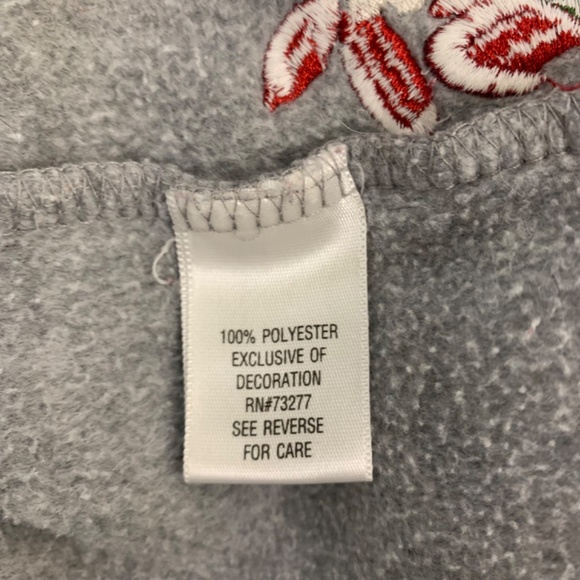 100% POLYESTER
EXCLUSIVE OF
DECORATION
RN#73277
SEE REVERSE
FOR CARE